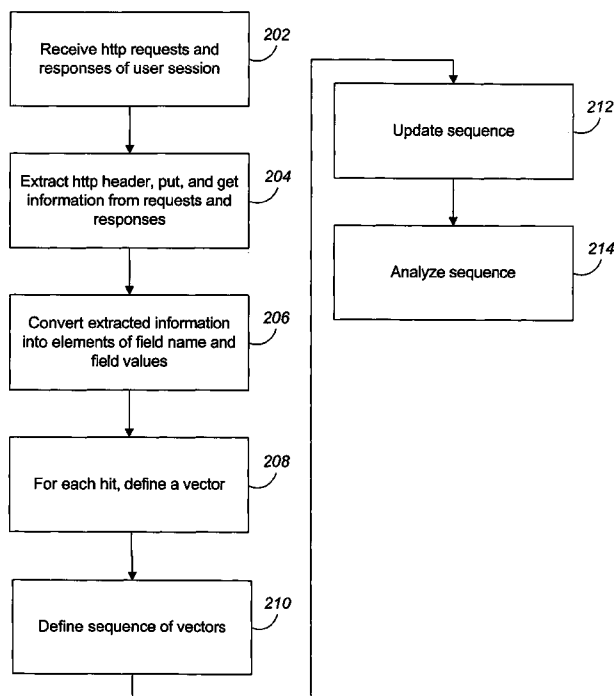 Receive http requests and
responses of user session
202
Extract http header, put, and get
information from requests and
responses
204
Convert extracted information
into elements of field name and
field values
206
For each hit, define a vector
208
Define sequence of vectors
210
Update sequence
212
Analyze sequence
214